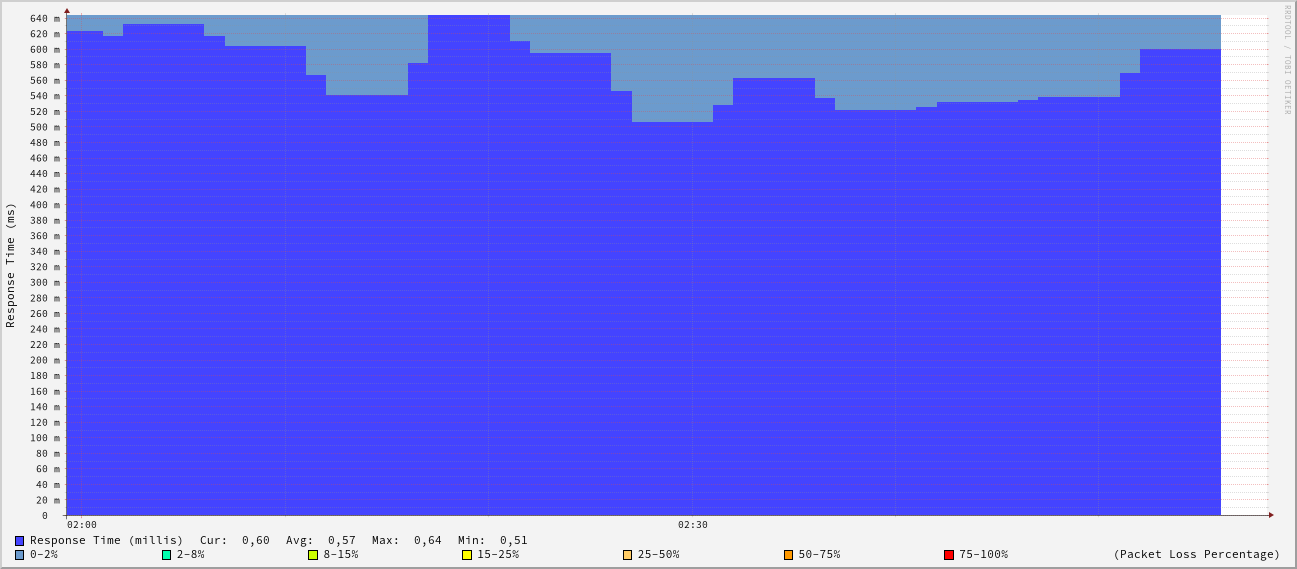 RRDTOOL / TOBI OETIKER
Response Time (ms)
640 m
620 m
600 m
580 m
560 m
540 m
520 m
500 m
480 m
460 m
440 m
420 m
400 m
380 m
360 m
340 m
320 m
300 m
280 m
260 m
240 m
220 m
200 m
180 m
160 m
140 m
120 m
100 m
80 m
60 m
40 m
20 m
0
02:00 02:30
Response Time (millis) Cur: 0,60 Avg: 0,57 Max: 0,64 Min: 0,51
0-2% 2-8% 8-15% 15-25% 25-50% 50-75% 75-100% (Packet Loss Percentage)